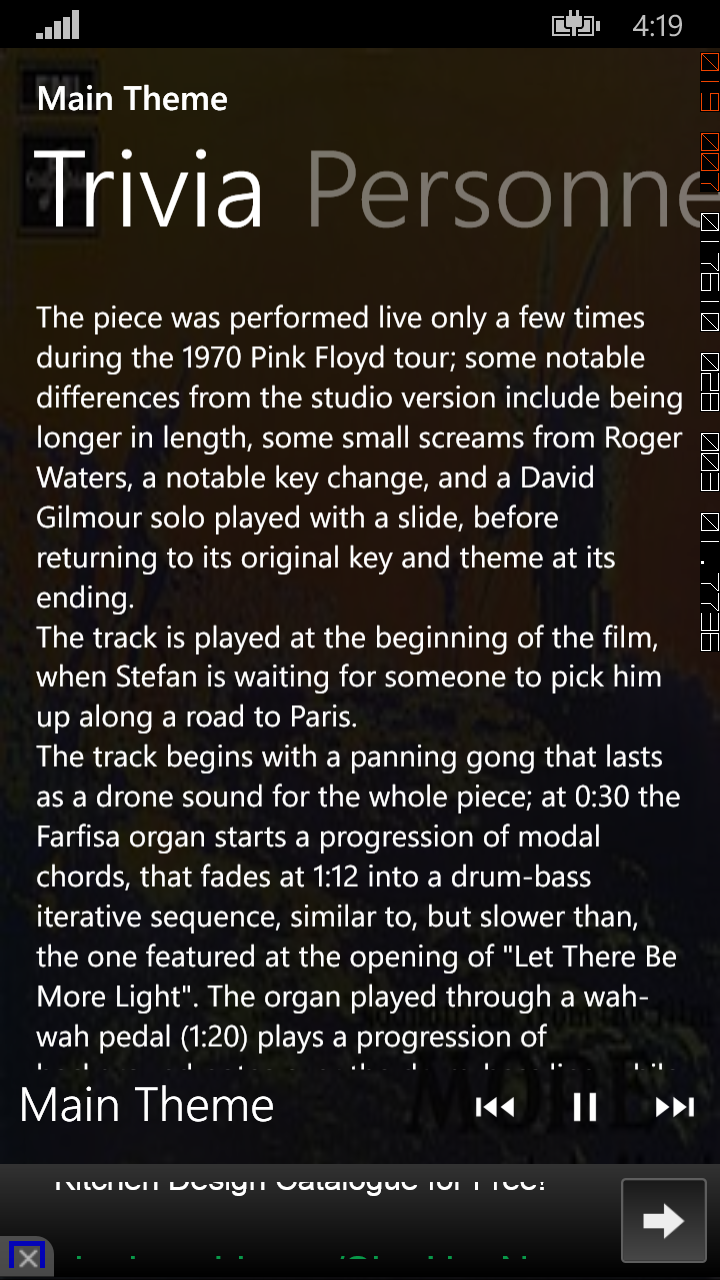 4:19
Main Theme
Trivia Personne
The piece was performed live only a few times
during the 1970 Pink Floyd tour; some notable
differences from the studio version include being
longer in length, some small screams from Roger
Waters, a notable key change, and a David
Gilmour solo played with a slide, before
returning to its original key and theme at its
ending.
The track is played at the beginning of the film,
when Stefan is waiting for someone to pick him
up along a road to Paris.
The track begins with a panning gong that lasts
as a drone sound for the whole piece; at 0:30 the
Farfisa organ starts a progression of modal
chords, that fades at 1:12 into a drum-bass
iterative sequence, similar to, but slower than,
the one featured at the opening of "Let There Be
More Light". The organ played through a wah-
wah pedal (1:20) plays a progression of
Main Theme
MORE
Kitchen Design Catalogue for Free!